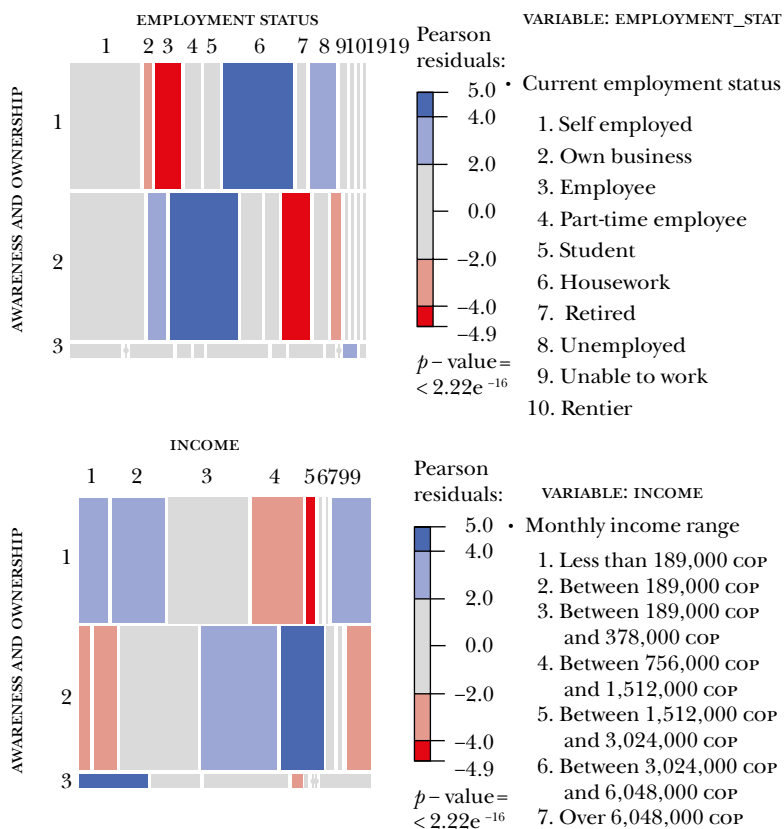 EMPLOYMENT STATUS
1 2 3 4 5 6 7 8 9101919
AWARENESS AND OWNERSHIP
1
2
3
Pearson
residuals:
5.0
4.0
2.0
0.0
−2.0
−4.0
−4.9
p – value =
< 2.22e −16
VARIABLE: EMPLOYMENT_STAT
• Current employment status
1. Self employed
2. Own business
3. Employee
4. Part-time employee
5. Student
6. Housework
7. Retired
8. Unemployed
9. Unable to work
10. Rentier
INCOME
1 2 3 4 56799
AWARENESS AND OWNERSHIP
1
2
3
Pearson
residuals:
5.0
4.0
2.0
0.0
−2.0
−4.0
−4.9
p – value =
< 2.22e −16
VARIABLE: INCOME
• Monthly income range
1. Less than 189,000 COP
2. Between 189,000 COP
3. Between 189,000 COP
and 378,000 COP
4. Between 756,000 COP
and 1,512,000 COP
5. Between 1,512,000 COP
and 3,024,000 COP
6. Between 3,024,000 COP
and 6,048,000 COP
7. Over 6,048,000 COP